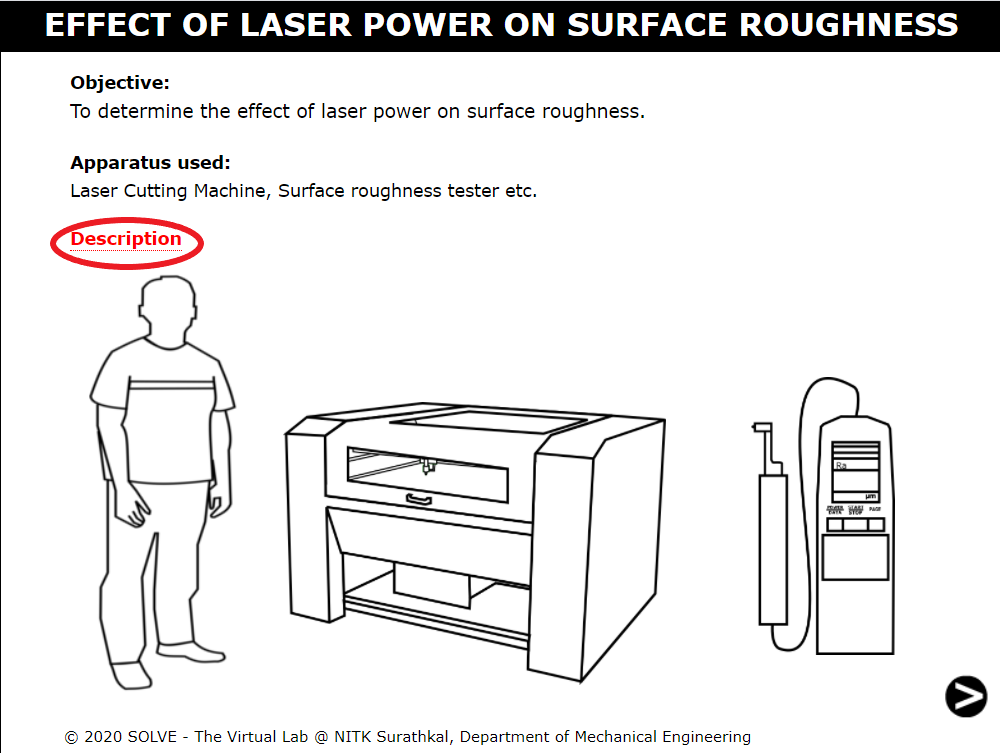 EFFECT OF LASER POWER ON SURFACE ROUGHNESS
Objective:
To determine the effect of laser power on surface roughness.
Apparatus used:
Laser Cutting Machine, Surface roughness tester etc.
Description
Ra
µm
POWER DATA START STOP PAGE
© 2020 SOLVE - The Virtual Lab @ NITK Surathkal, Department of Mechanical Engineering